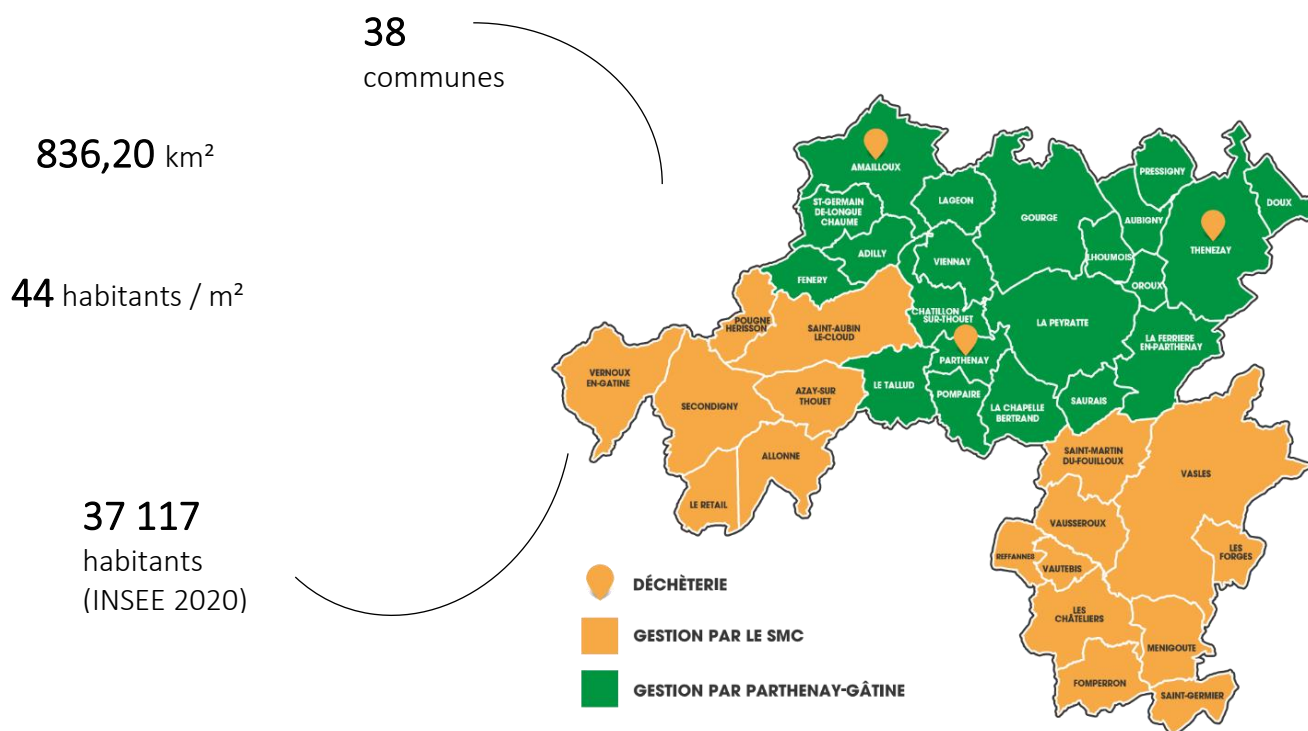 38
communes
836,20 km²
44 habitants / m²
37 117
habitants
(INSEE 2020)
AMAILLOUX
ST-GERMAIN
DE-LONGUE
CHAUME
LAGEON
GOURGE
PRESSIGNY
AUBIGNY
DOUX
THENEZAY
ADILLY
VIENNAY
LHOUMOIS
OROUX
FENERY
CHATILLON
SUR-THOUET
LA PEYRATTE
LA FERRIERE
EN-PARTHENAY
POUGNE
HERISSON
SAINT-AUBIN
LE-CLOUD
PARTHENAY
VERNOUX
EN-GATINE
SECONDIGNY
AZAY-SUR
THOUET
LE TALLUD
POMPAIRE
LA CHAPELLE
BERTRAND
SAURAIS
ALLONNE
LE RETAIL
SAINT-MARTIN
DU-FOUILLOUX
VASLES
VAUSSEROUX
REFFANNES
VAUTEBIS
LES
FORGES
LES
CHÂTELIERS
MENIGOUTE
FOMPERRON
SAINT-GERMIER
DÉCHÈTERIE
GESTION PAR LE SMC
GESTION PAR PARTHENAY-GÂTINE